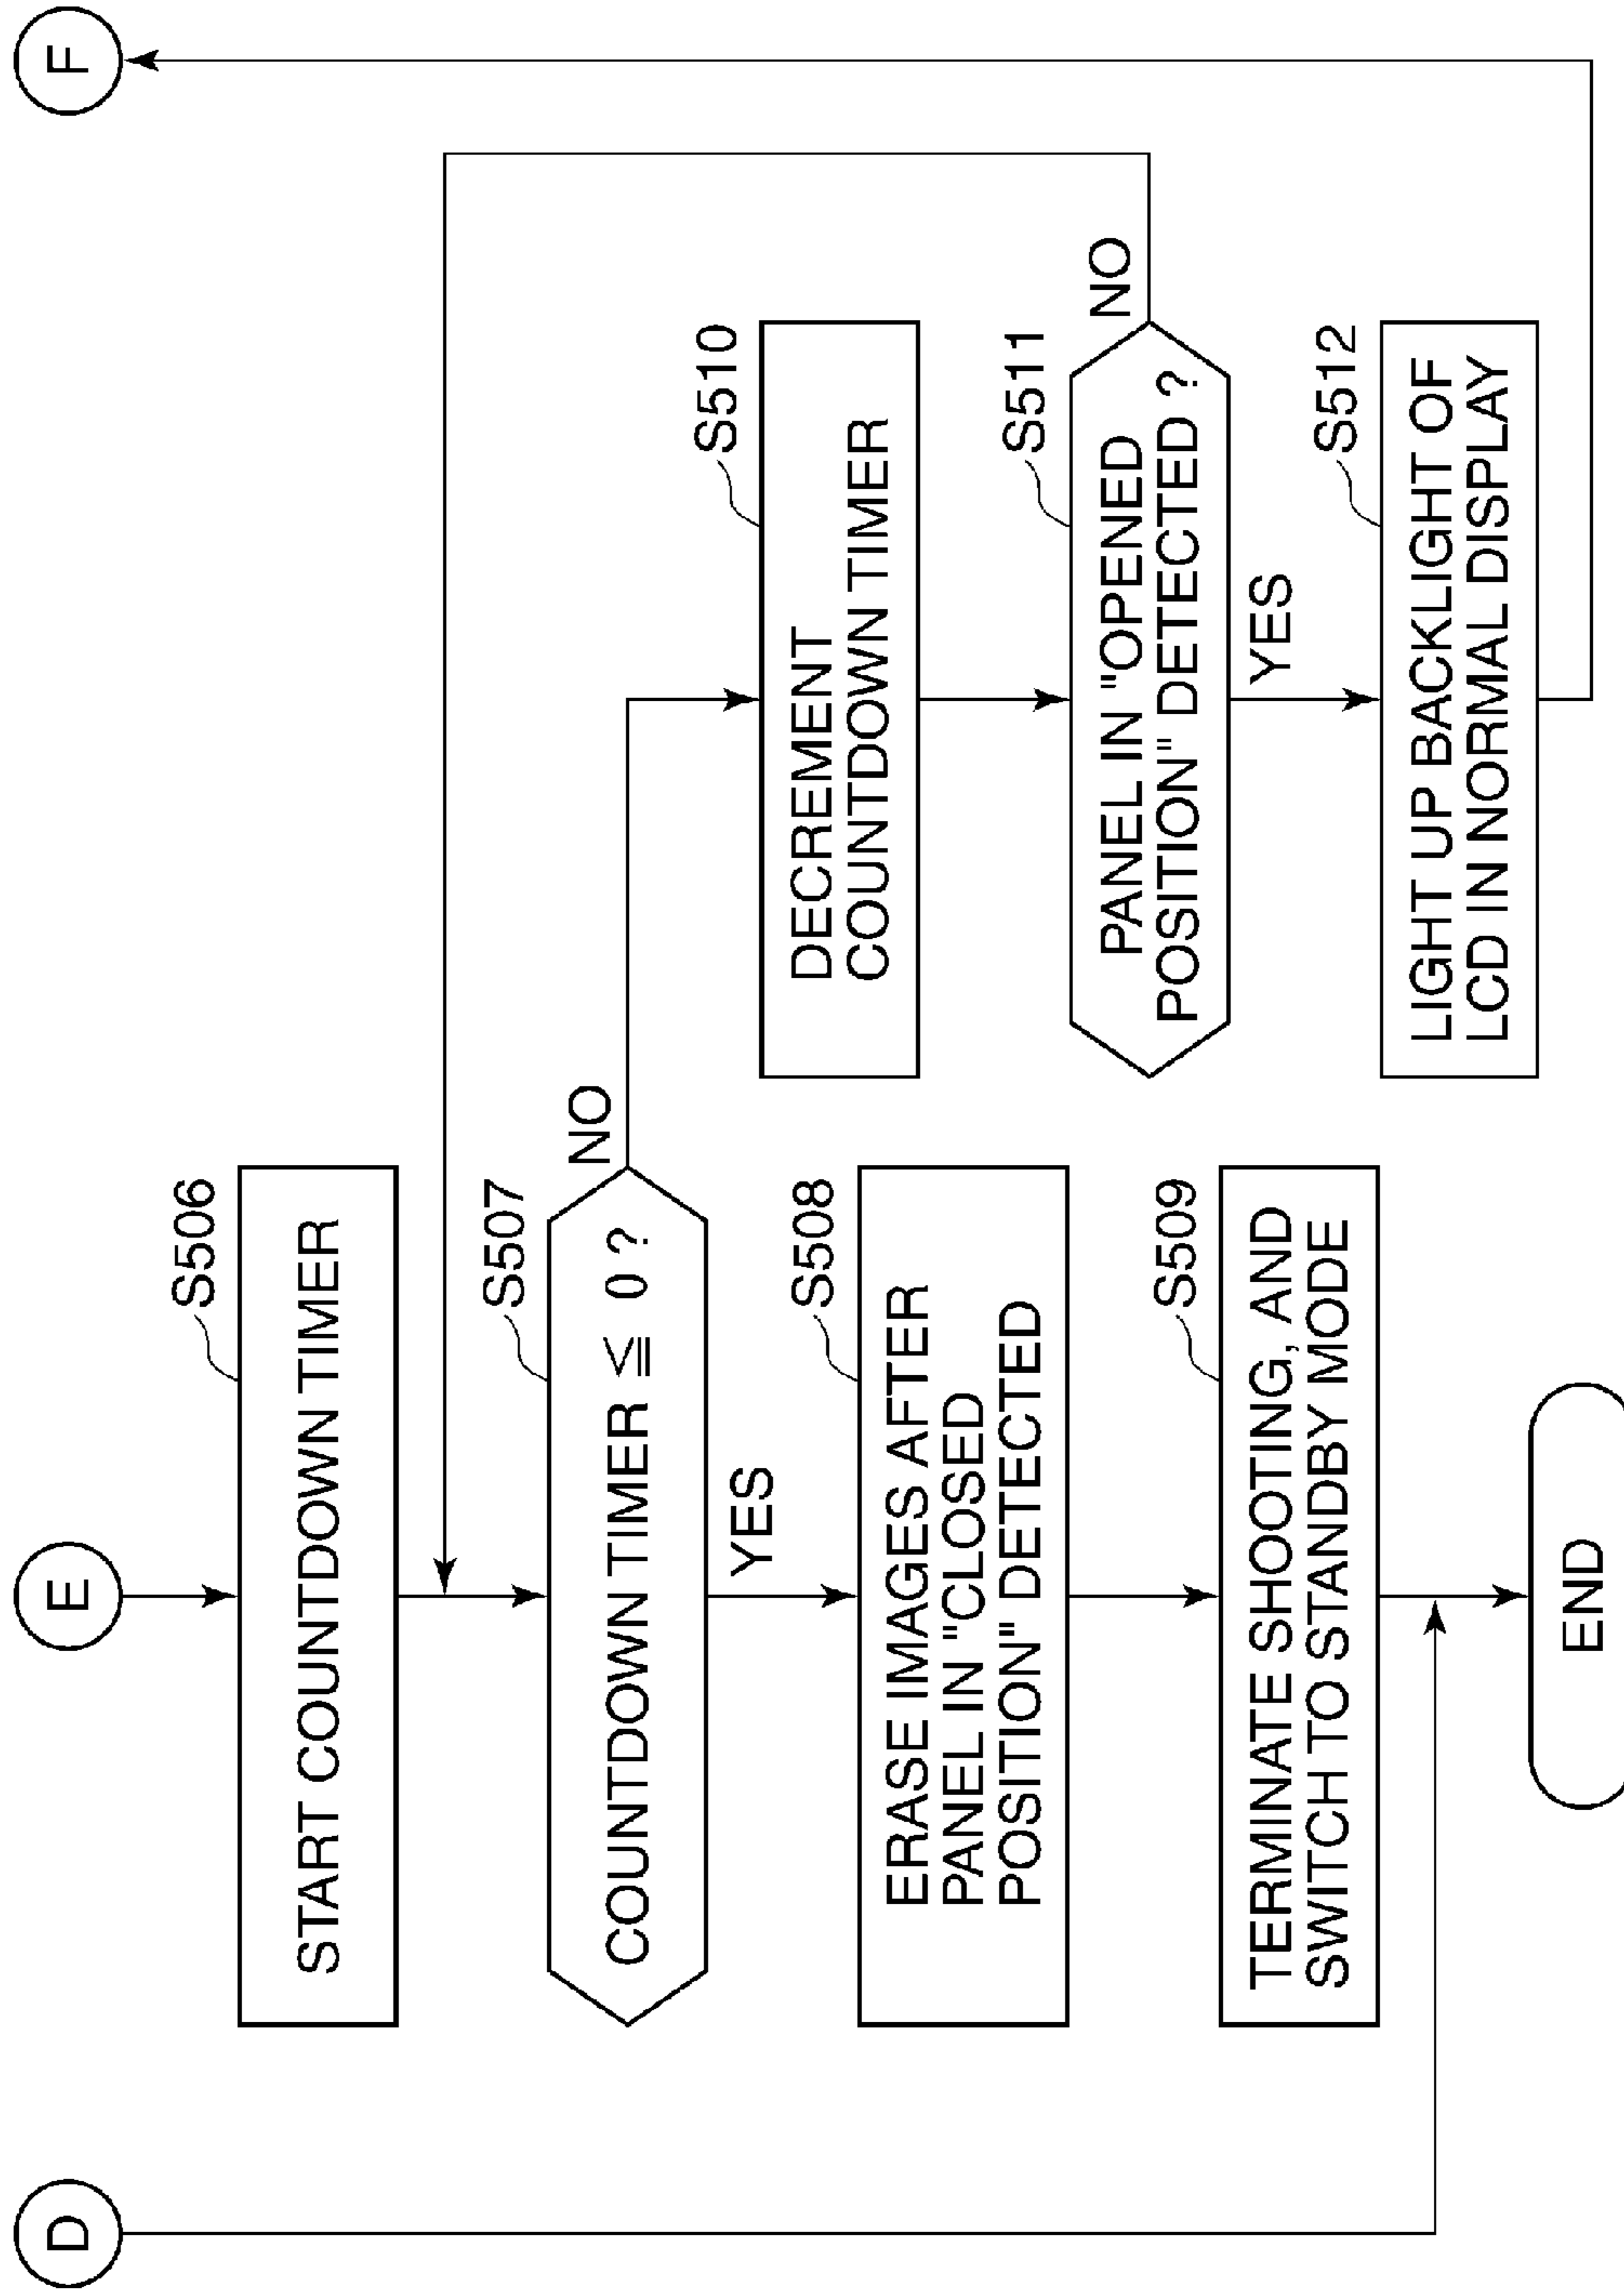 D
E
F
S506
START COUNTDOWN TIMER
S507
COUNTDOWN TIMER ≦ 0 ?
NO
YES
S508
ERASE IMAGES AFTER
PANEL IN "CLOSED
POSITION" DETECTED
S509
TERMINATE SHOOTING, AND
SWITCH TO STANDBY MODE
END
S510
DECREMENT
COUNTDOWN TIMER
S511
PANEL IN "OPENED
POSITION" DETECTED ?
NO
YES
S512
LIGHT UP BACKLIGHT OF
LCD IN NORMAL DISPLAY